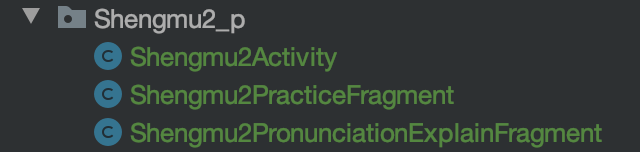 Shengmu2_p
C Shengmu2Activity
C Shengmu2PracticeFragment
C Shengmu2PronunciationExplainFragment